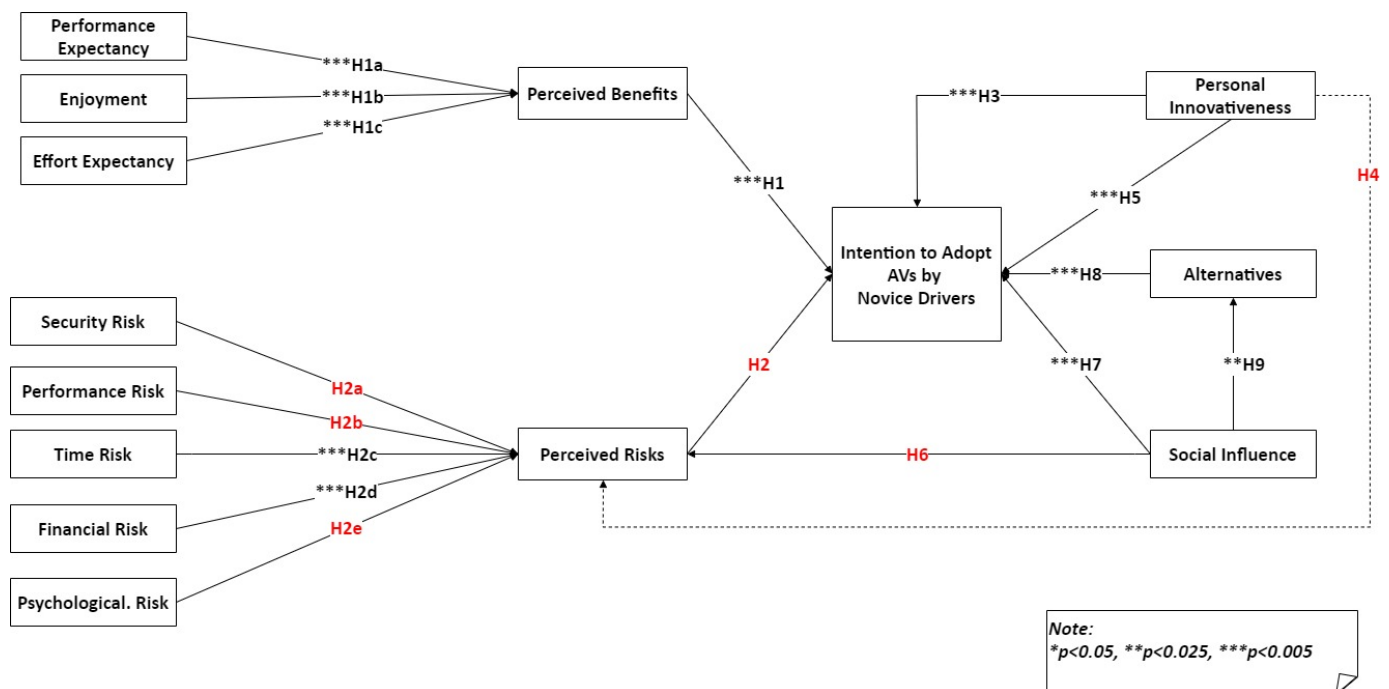 Performance
Expectancy
Enjoyment
Effort Expectancy
***H1a
***H1b
***H1c
Perceived Benefits
***H1
***H3
Personal
Innovativeness
H4
***H5
Intention to Adopt
AVs by
Novice Drivers
***H8
Alternatives
Security Risk
Performance Risk
Time Risk
Financial Risk
Psychological. Risk
H2a
H2b
***H2c
***H2d
H2e
Perceived Risks
H2
***H7
**H9
H6
Social Influence
Note:
*p<0.05, **p<0.025, ***p<0.005